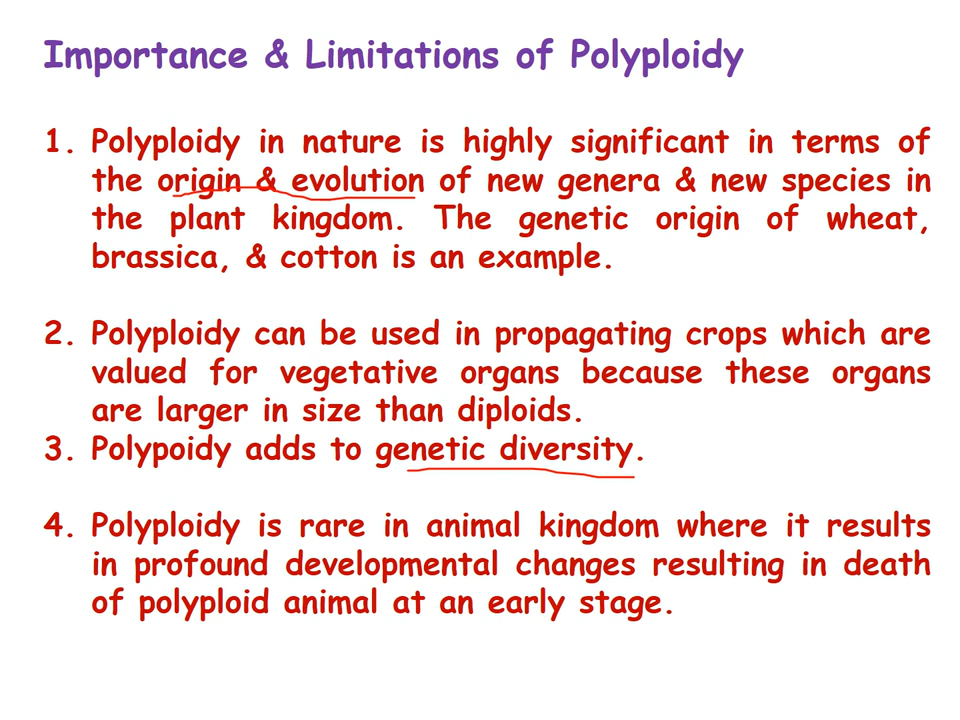 Importance & Limitations of Polyploidy
1. Polyploidy in nature is highly significant in terms of
the origin & evolution of new genera & new species in
the plant kingdom. The genetic origin of wheat,
brassica, & cotton is an example.
2. Polyploidy can be used in propagating crops which are
valued for vegetative organs because these organs
are larger in size than diploids.
3. Polypoidy adds to genetic diversity.
4. Polyploidy is rare in animal kingdom where it results
in profound developmental changes resulting in death
of polyploid animal at an early stage.